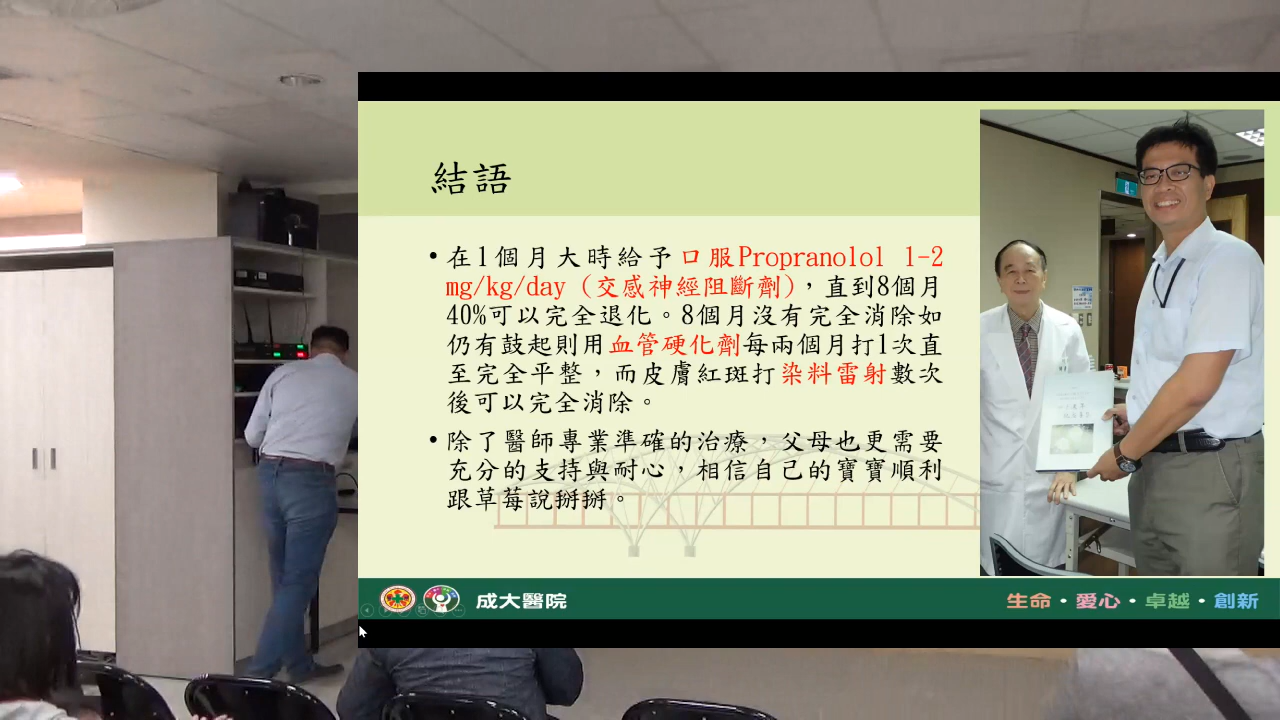 結語
• 在1個月大時給予口服Propranolol 1-2
mg/kg/day (交感神經阻斷劑)，直到8個月
40%可以完全退化。8個月沒有完全消除如
仍有鼓起則用血管硬化劑每兩個月打1次直
至完全平整，而皮膚紅斑打染料雷射數次
後可以完全消除。
• 除了醫師專業準確的治療，父母也更需要
充分的支持與耐心，相信自己的寶寶順利
跟草莓說掰掰。
成大醫院
生命・愛心・卓越・創新